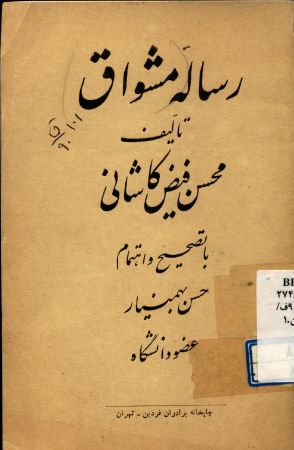 رساله مشواق
تألیف
محسن فیض کاشانی
با تصحیح و اهتمام
حسن بهمنیار
عضو دانشگاه
چاپخانه برادران فردین - تهران